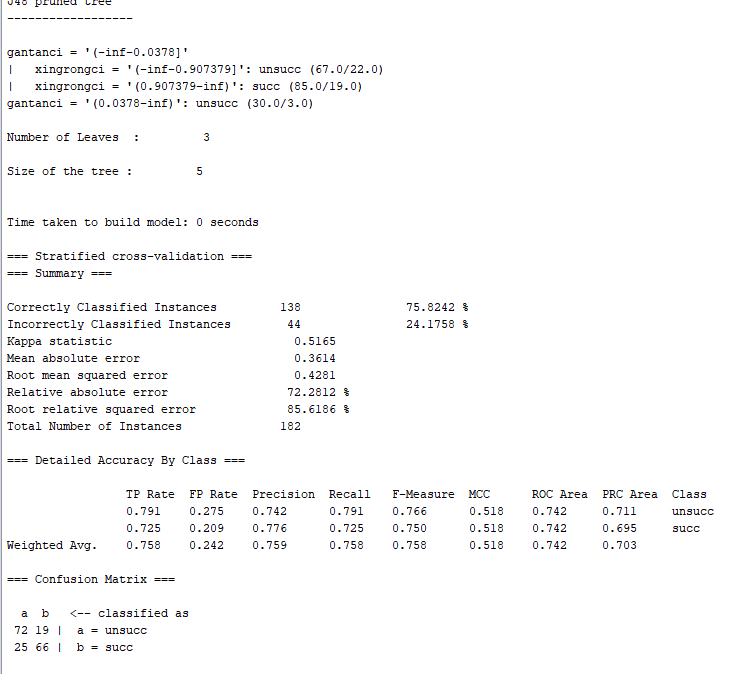 J48 pruned tree
------------------
gantanci = '(-inf-0.0378]'
|   xingrongci = '(-inf-0.907379]': unsucc (67.0/22.0)
|   xingrongci = '(0.907379-inf)': succ (85.0/19.0)
gantanci = '(0.0378-inf)': unsucc (30.0/3.0)
Number of Leaves  : 	3
Size of the tree : 	5
Time taken to build model: 0 seconds
=== Stratified cross-validation ===
=== Summary ===
Correctly Classified Instances         138               75.8242 %
Incorrectly Classified Instances        44               24.1758 %
Kappa statistic                          0.5165
Mean absolute error                      0.3614
Root mean squared error                  0.4281
Relative absolute error                 72.2812 %
Root relative squared error             85.6186 %
Total Number of Instances              182
=== Detailed Accuracy By Class ===
TP Rate  FP Rate  Precision  Recall   F-Measure  MCC      ROC Area  PRC Area  Class
0.791    0.275    0.742      0.791    0.766      0.518    0.742     0.711     unsucc
0.725    0.209    0.776      0.725    0.750      0.518    0.742     0.695     succ
Weighted Avg.    0.758    0.242    0.759      0.758    0.758      0.518    0.742     0.703
=== Confusion Matrix ===
a  b   <-- classified as
72 19 |  a = unsucc
25 66 |  b = succ